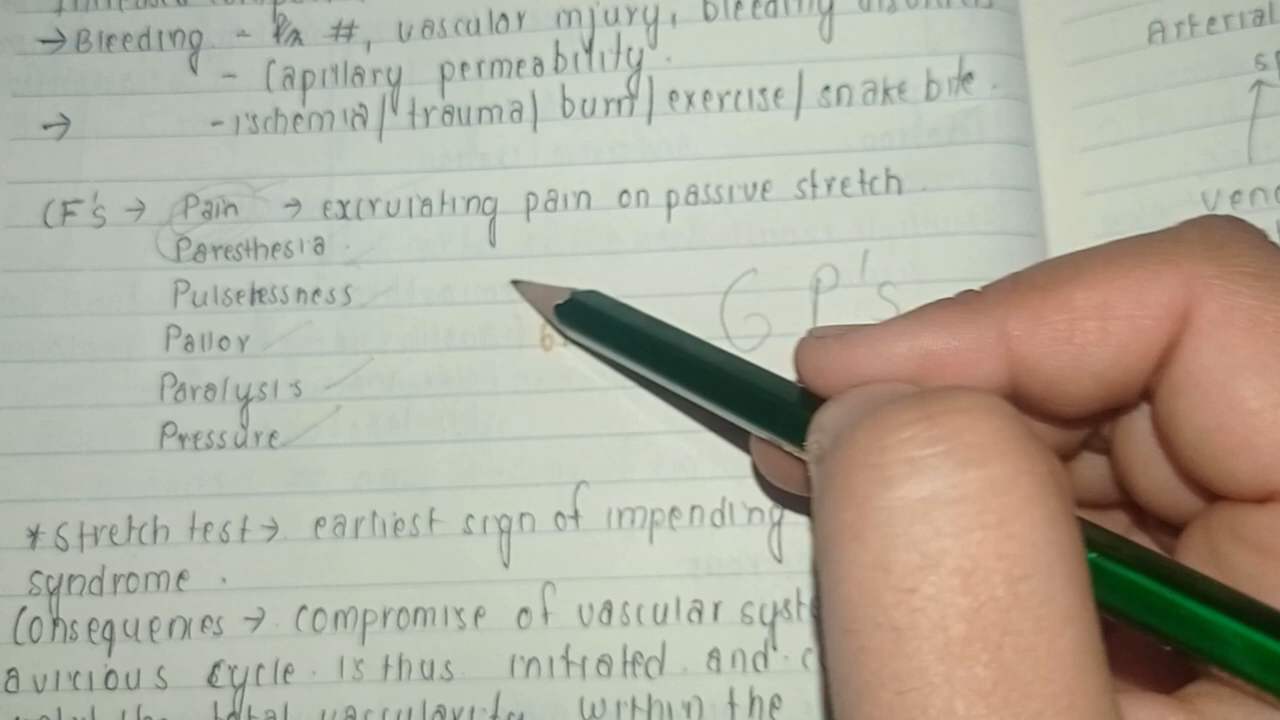 → Bleeding - #, vascular injury, bleeding
- Capillary permeability.
→ - ischemia/ trauma/ burn/ exercise/ snake bite.
CF's → Pain → excruiating pain on passive stretch
Paresthesia.
Pulselessness
Pallor
Paralysis
Pressure
6 P's
* Stretch test → earliest sign of impending
syndrome.
Consequences → compromise of vascular syst
a vicious cycle. is thus initiated. and
within the
Arterial